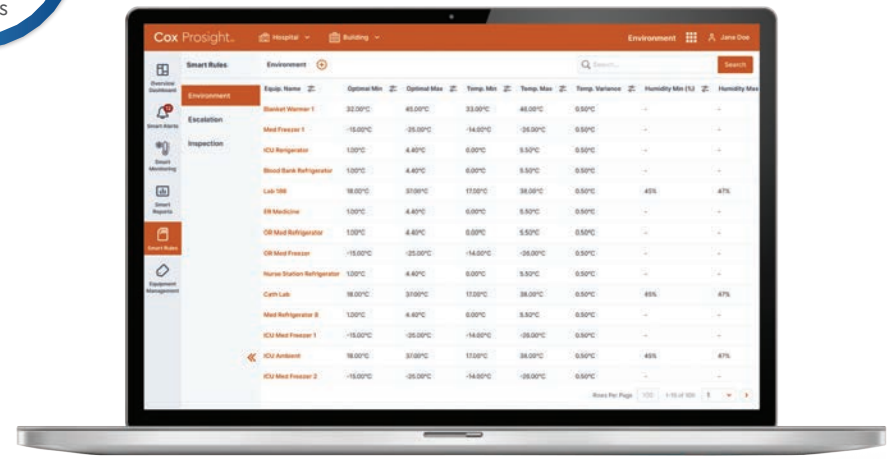 s
Cox Prosight™ Hospital Building Environment Jane Doe
Smart Rules Environment Search... Search
Overview Dashboard
Smart Alerts
Smart Monitoring
Smart Reports
Smart Rules
Equipment Management
Environment
Escalation
Inspection
Equip. Name Optimal Min Optimal Max Temp. Min Temp. Max Temp. Variance Humidity Min (%) Humidity Max
Blanket Warmer 1 32.00°C 45.00°C 33.00°C 46.00°C 0.50°C - -
Med Freezer 1 -15.00°C -25.00°C -14.00°C -26.00°C 0.50°C - -
ICU Rerigerator 1.00°C 4.40°C 0.00°C 5.50°C 0.50°C - -
Blood Bank Refrigerator 1.00°C 4.40°C 0.00°C 5.50°C 0.50°C - -
Lab 18.00°C 37.00°C 17.00°C 38.00°C 0.50°C 45% 47%
ER Medicine 1.00°C 4.40°C 0.00°C 5.50°C 0.50°C - -
OR Med Refrigerator 1.00°C 4.40°C 0.00°C 5.50°C 0.50°C - -
OR Med Freezer -15.00°C -25.00°C -14.00°C -26.00°C 0.50°C - -
Nurse Station Refrigerator 1.00°C 4.40°C 0.00°C 5.50°C 0.50°C - -
Cath Lab 18.00°C 37.00°C 17.00°C 38.00°C 0.50°C 45% 47%
Med Refrigerator 1.00°C 4.40°C 0.00°C 5.50°C 0.50°C - -
ICU Med Freezer 1 -15.00°C -25.00°C -14.00°C -26.00°C 0.50°C - -
ICU Ambient 18.00°C 37.00°C 17.00°C 38.00°C 0.50°C 45% 47%
ICU Med Freezer 2 -15.00°C -25.00°C -14.00°C -26.00°C 0.50°C - -
Rows Per Page 100 of 100 1